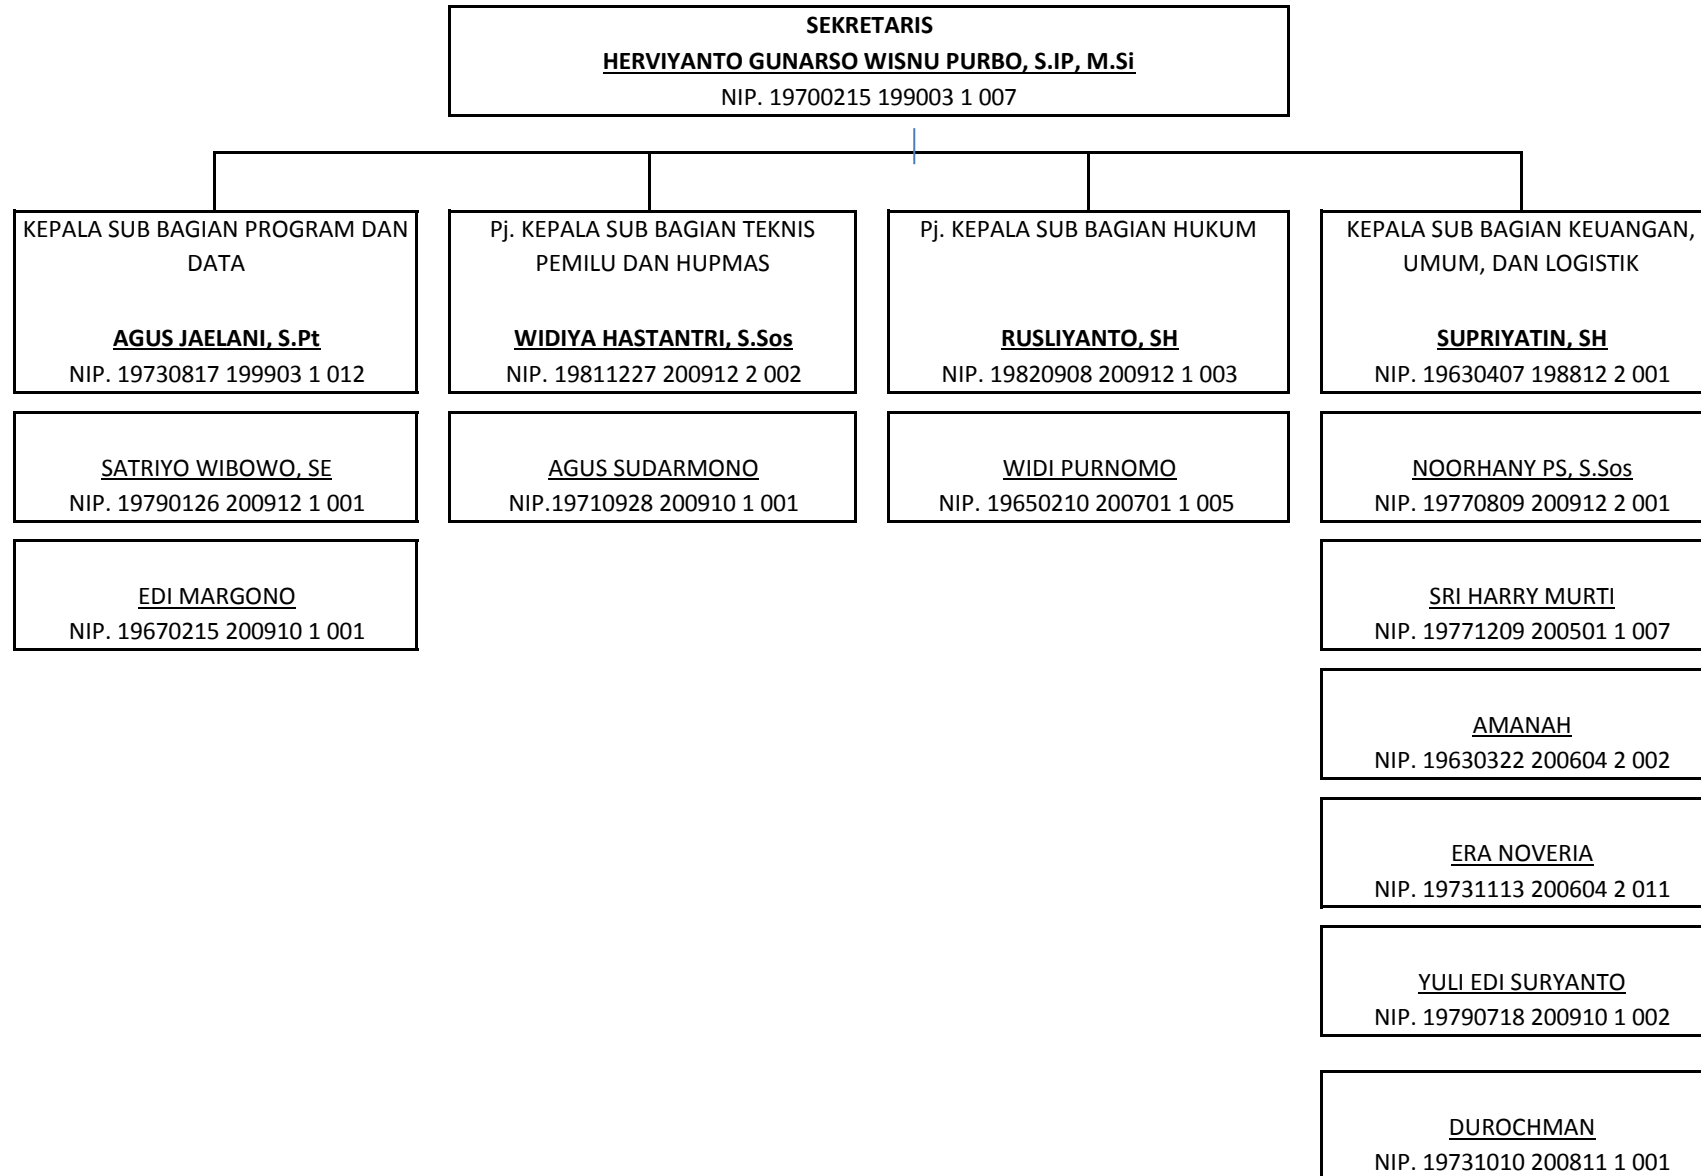 SEKRETARIS
HERVIYANTO GUNARSO WISNU PURBO, S.IP, M.Si
NIP. 19700215 199003 1 007
KEPALA SUB BAGIAN PROGRAM DAN
DATA
AGUS JAELANI, S.Pt
NIP. 19730817 199903 1 012
Pj. KEPALA SUB BAGIAN TEKNIS
PEMILU DAN HUPMAS
WIDIYA HASTANTRI, S.Sos
NIP. 19811227 200912 2 002
Pj. KEPALA SUB BAGIAN HUKUM
RUSLIYANTO, SH
NIP. 19820908 200912 1 003
KEPALA SUB BAGIAN KEUANGAN,
UMUM, DAN LOGISTIK
SUPRIYATIN, SH
NIP. 19630407 198812 2 001
SATRIYO WIBOWO, SE
NIP. 19790126 200912 1 001
AGUS SUDARMONO
NIP.19710928 200910 1 001
WIDI PURNOMO
NIP. 19650210 200701 1 005
NOORHANY PS, S.Sos
NIP. 19770809 200912 2 001
EDI MARGONO
NIP. 19670215 200910 1 001
SRI HARRY MURTI
NIP. 19771209 200501 1 007
AMANAH
NIP. 19630322 200604 2 002
ERA NOVERIA
NIP. 19731113 200604 2 011
YULI EDI SURYANTO
NIP. 19790718 200910 1 002
DUROCHMAN
NIP. 19731010 200811 1 001